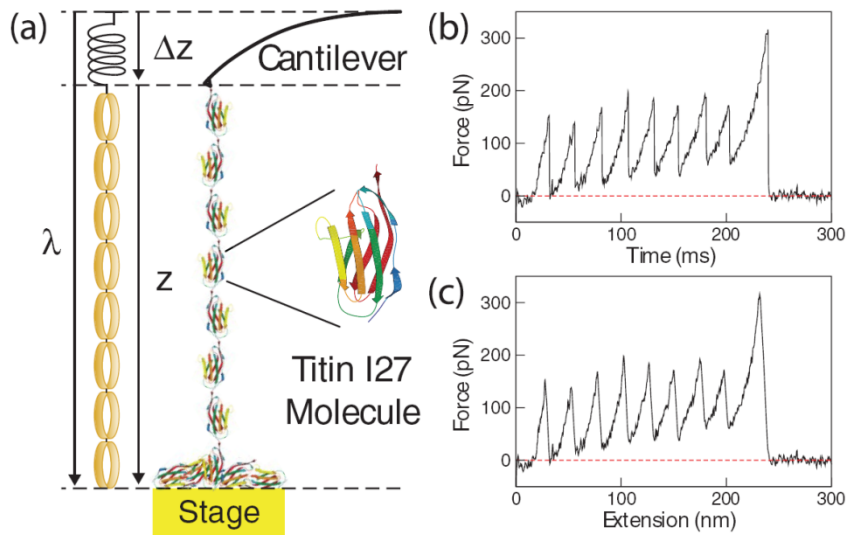 (a)
Δz
Cantilever
λ
z
Titin I27
Molecule
Stage
(b)
Force (pN)
300
200
100
0
0
100
200
300
Time (ms)
(c)
Force (pN)
300
200
100
0
0
100
200
300
Extension (nm)